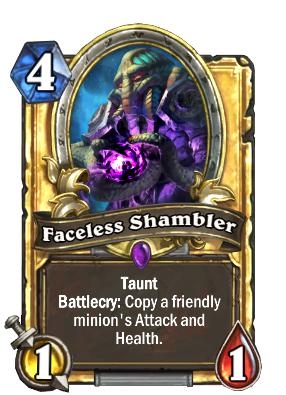 4
Faceless Shambler
Taunt
Battlecry: Copy a friendly
minion's Attack and
Health.
1
1